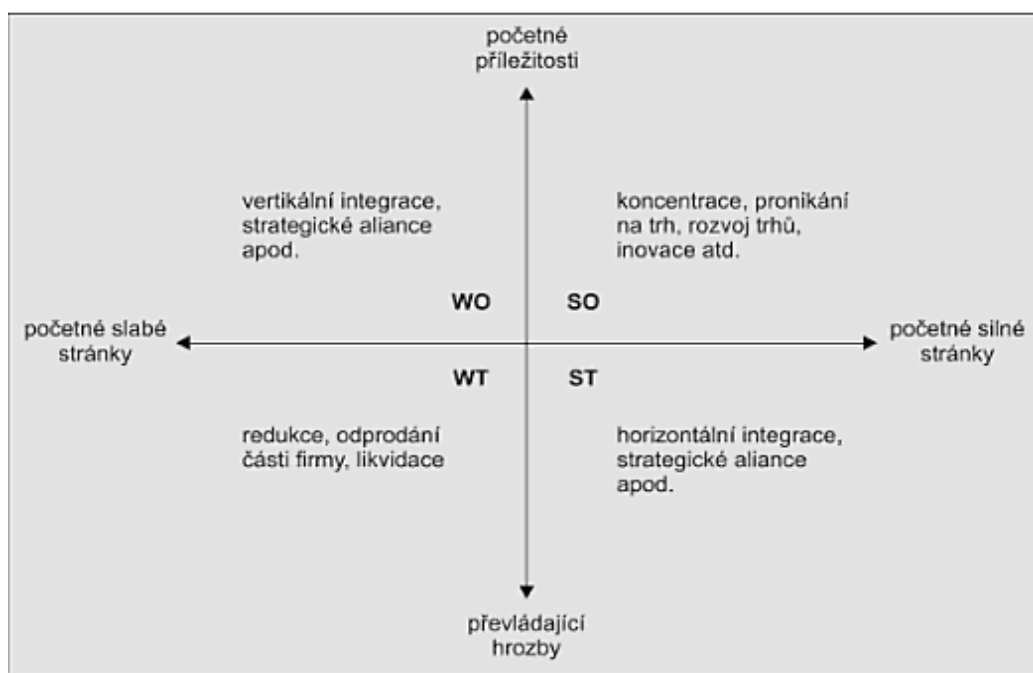 početné
příležitosti
vertikální integrace,
strategické aliance
apod.
koncentrace, pronikání
na trh, rozvoj trhů,
inovace atd.
WO
SO
početné slabé
stránky
početné silné
stránky
WT
ST
redukce, odprodání
části firmy, likvidace
horizontální integrace,
strategické aliance
apod.
převládající
hrozby